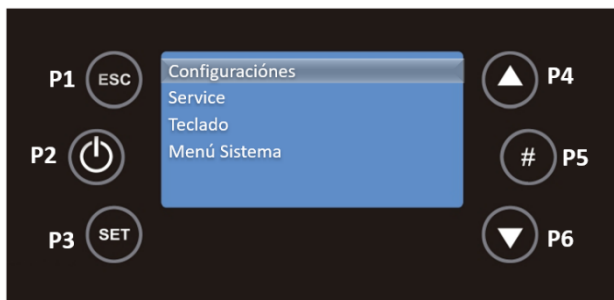 P1 ESC
P2
P3 SET
Configuraciónes
Service
Teclado
Menú Sistema
P4
# P5
P6